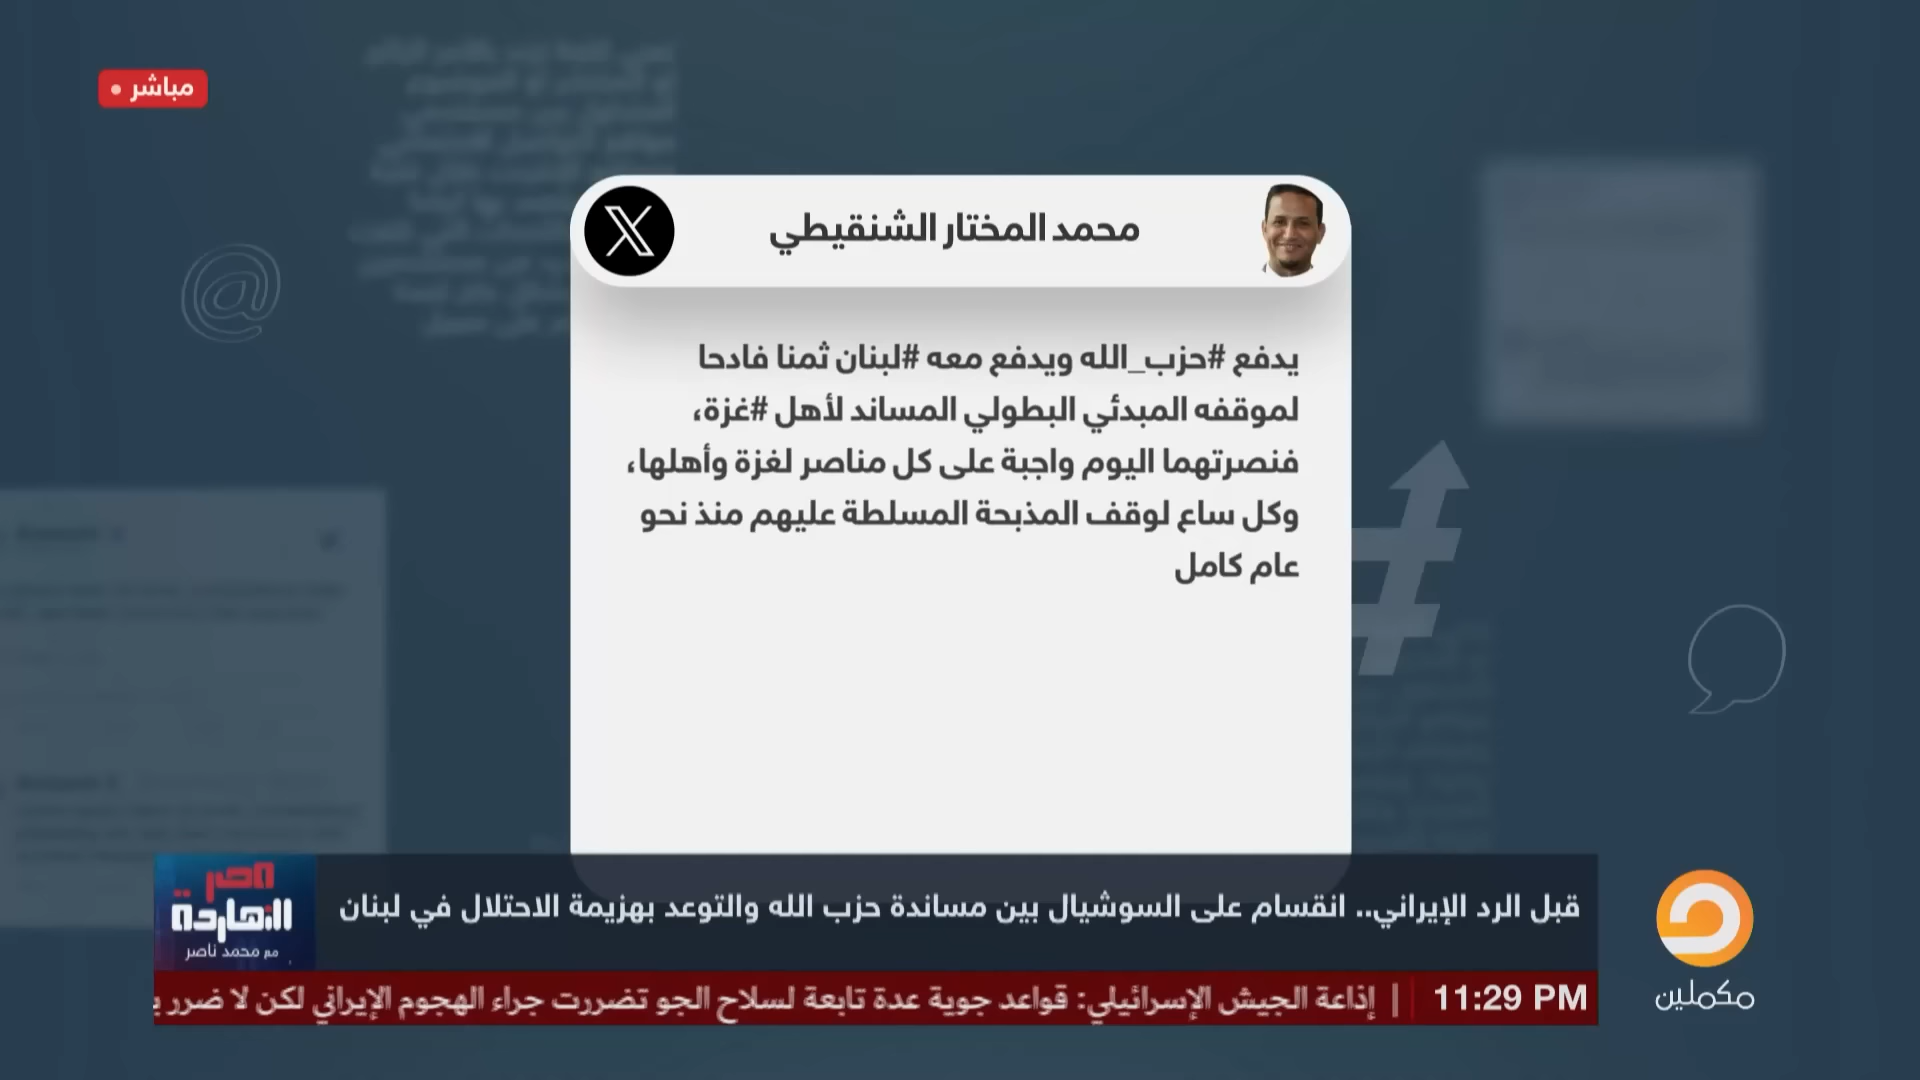 مباشر
محمد المختار الشنقيطي
يدفع #حزب_الله ويدفع معه #لبنان ثمنا فادحا
لموقفه المبدئي البطولي المساند لأهل #غزة،
فنصرتهما اليوم واجبة على كل مناصر لغزة وأهلها،
وكل ساع لوقف المذبحة المسلطة عليهم منذ نحو
عام كامل
قبل الرد الإيراني.. انقسام على السوشيال بين مساندة حزب الله والتوعد بهزيمة الاحتلال في لبنان
مصر
النهاردة
مع محمد ناصر
11:29 PM | إذاعة الجيش الإسرائيلي: قواعد جوية عدة تابعة لسلاح الجو تضررت جراء الهجوم الإيراني لكن لا ضرر
مكملين